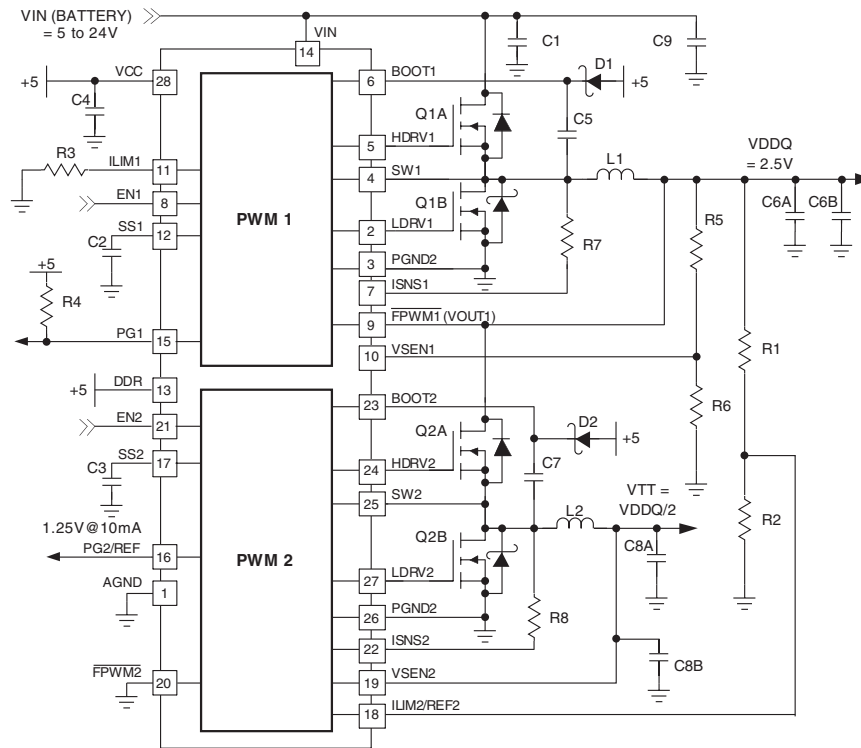 VIN (BATTERY)
= 5 to 24V
VIN
14
C1
C9
+5
VCC
28
C4
6
BOOT1
D1
+5
Q1A
C5
5
HDRV1
R3
ILIM1
11
4
SW1
L1
VDDQ
= 2.5V
EN1
8
PWM 1
Q1B
C6A
C6B
SS1
12
C2
2
LDRV1
R7
R5
3
PGND2
7
ISNS1
+5
R4
9
FPWM1 (VOUT1)
PG1
15
10
VSEN1
R1
+5
DDR
13
R6
23
BOOT2
EN2
21
D2
+5
Q2A
SS2
17
C3
24
HDRV2
C7
25
SW2
L2
VTT =
VDDQ/2
R2
1.25V@10mA
PG2/REF
16
PWM 2
Q2B
C8A
AGND
1
27
LDRV2
26
PGND2
R8
22
ISNS2
FPWM2
20
19
VSEN2
C8B
18
ILIM2/REF2